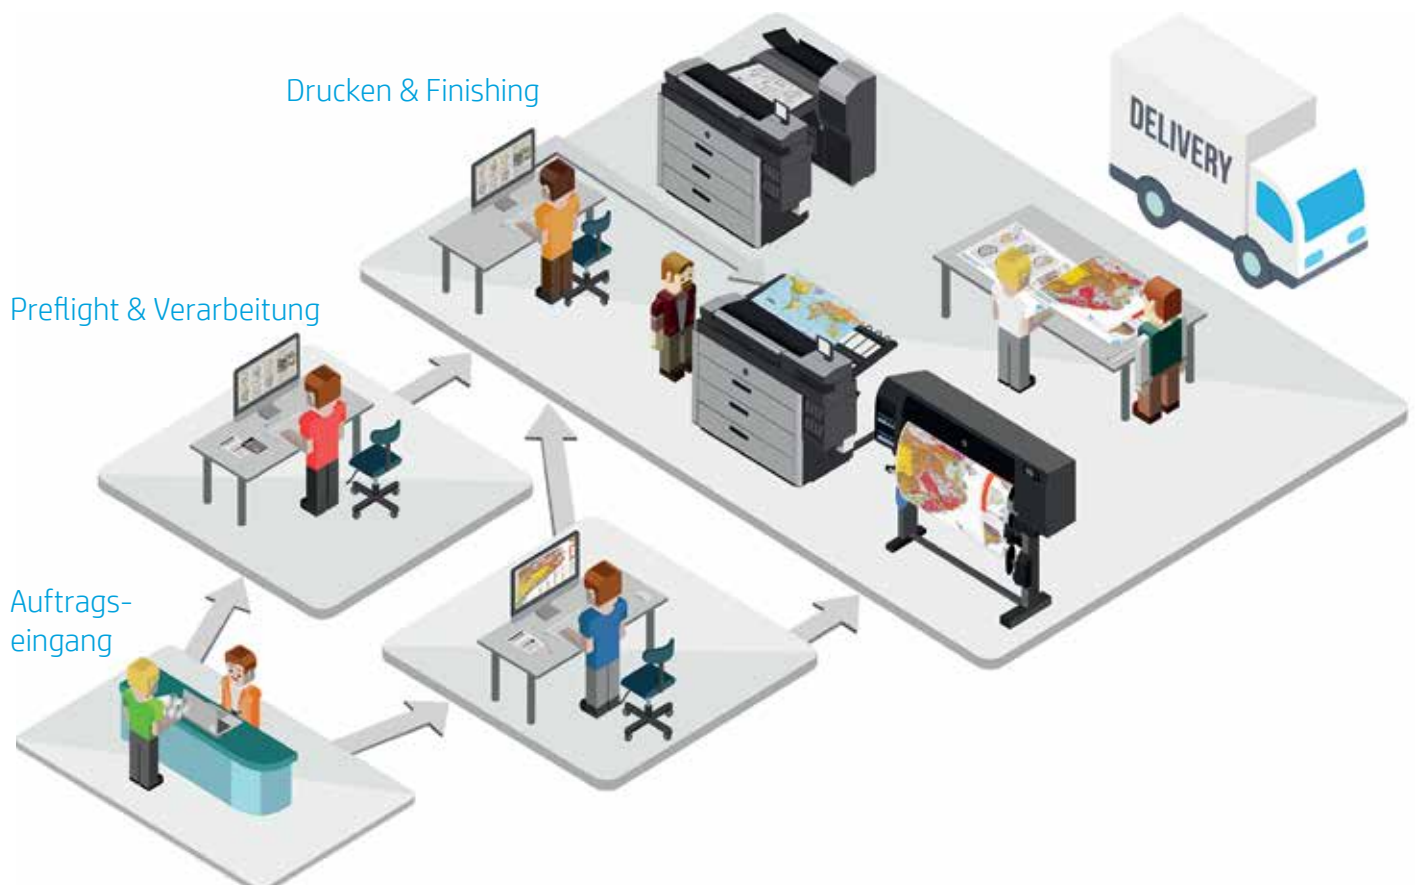 Drucken & Finishing
DELIVERY
Preflight & Verarbeitung
Auftrags-
eingang